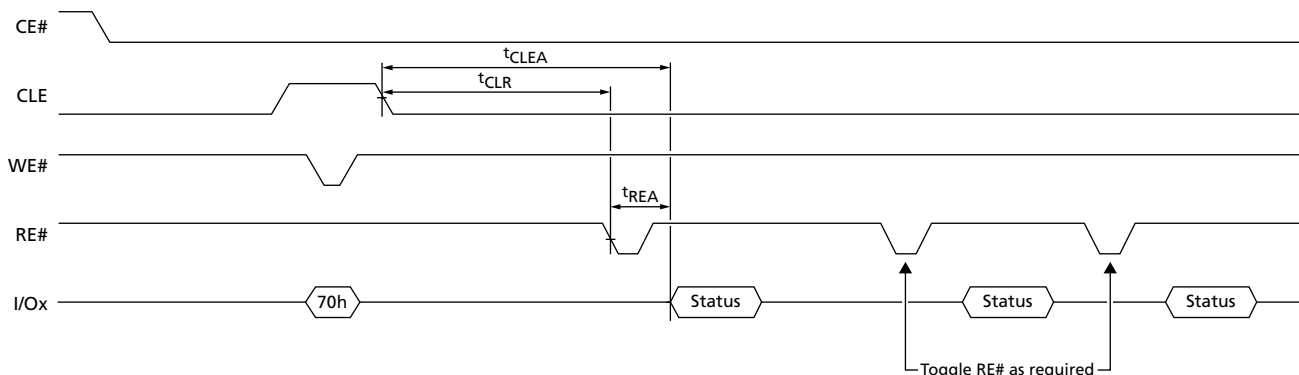 CE#
tCLEA
tCLR
CLE
WE#
tREA
RE#
I/Ox 70h Status Status Status
Toggle RE# as required